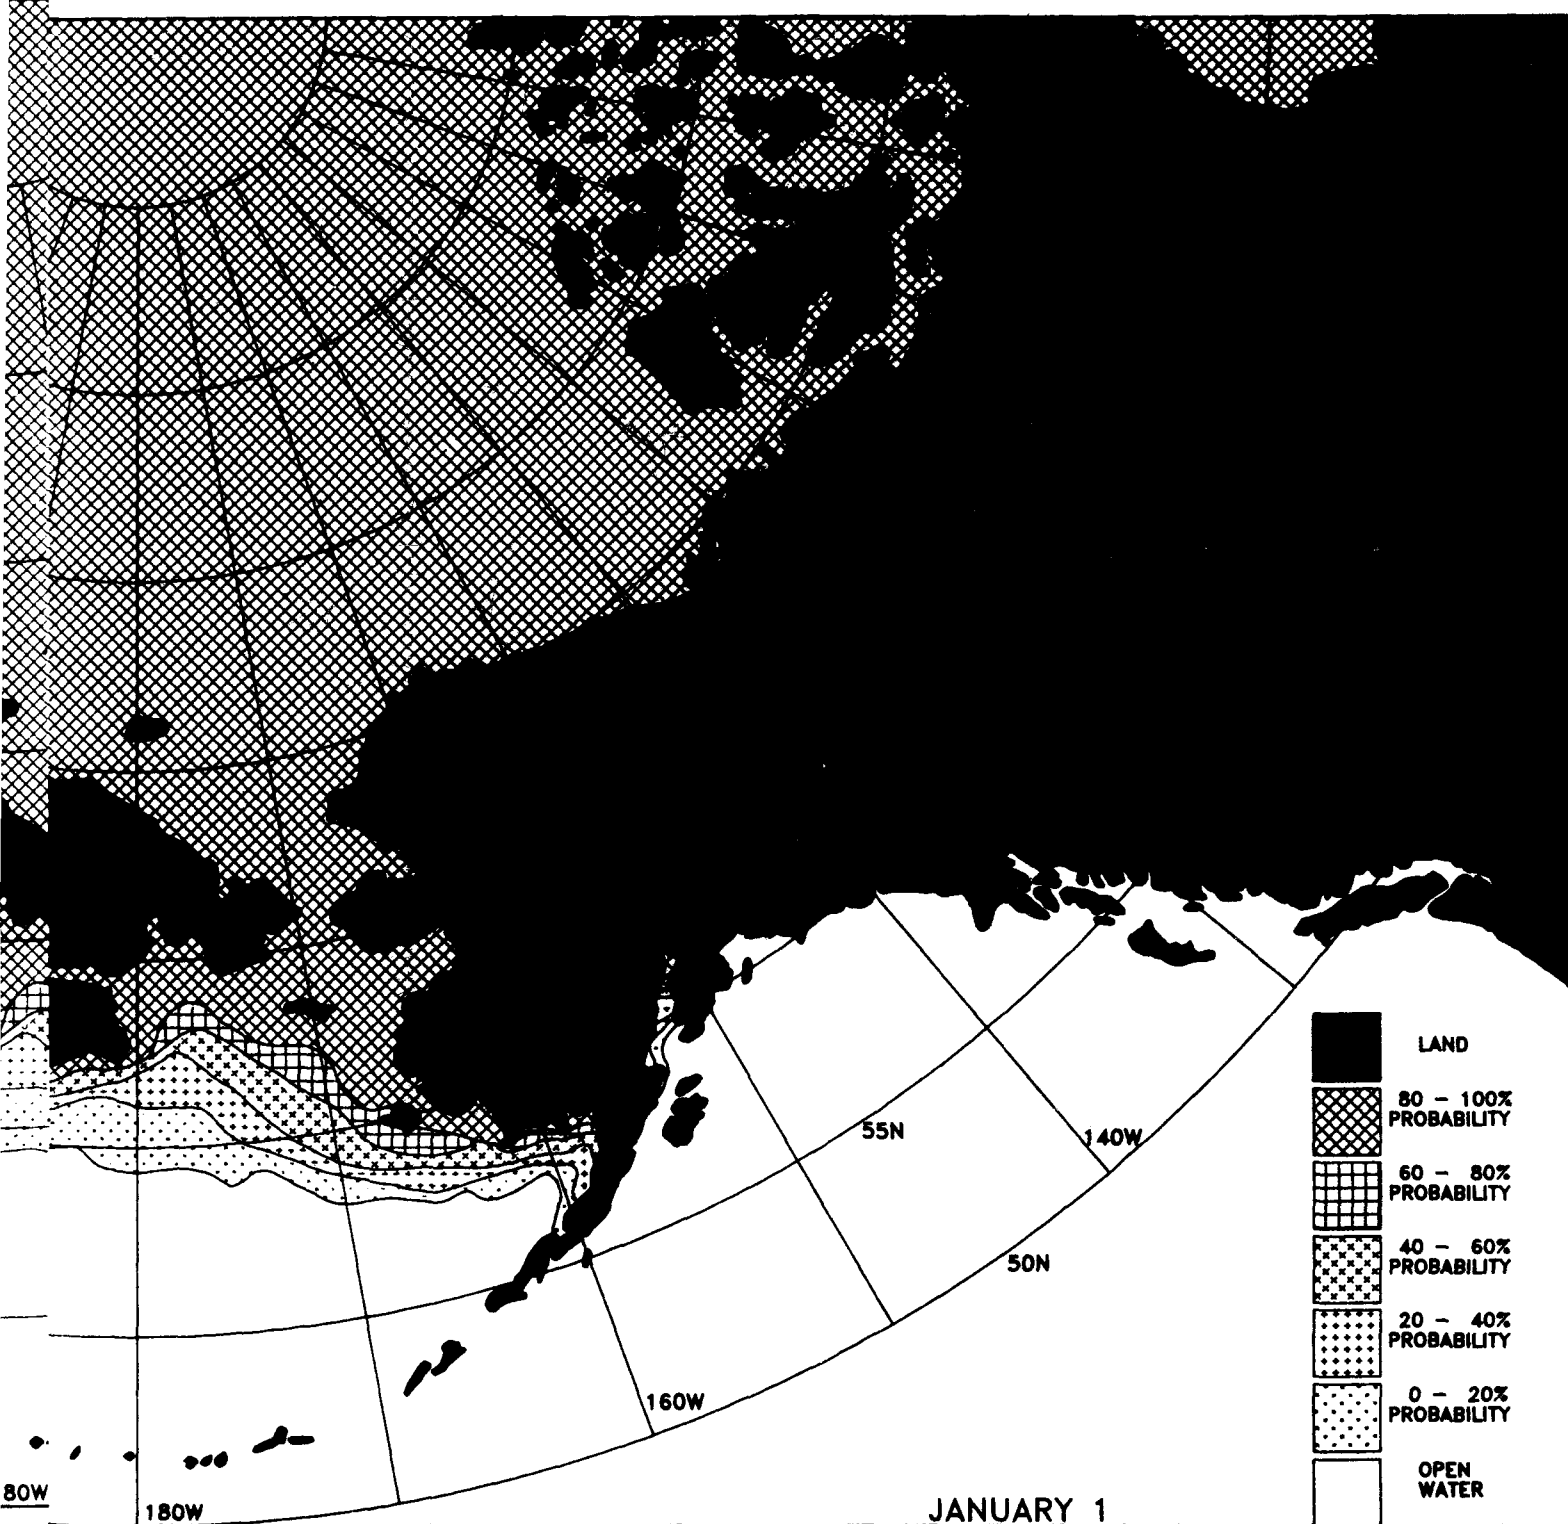 LAND
80 - 100%
PROBABILITY
60 - 80%
PROBABILITY
40 - 60%
PROBABILITY
20 - 40%
PROBABILITY
0 - 20%
PROBABILITY
OPEN
WATER
55N
140W
50N
160W
80W
180W
JANUARY 1